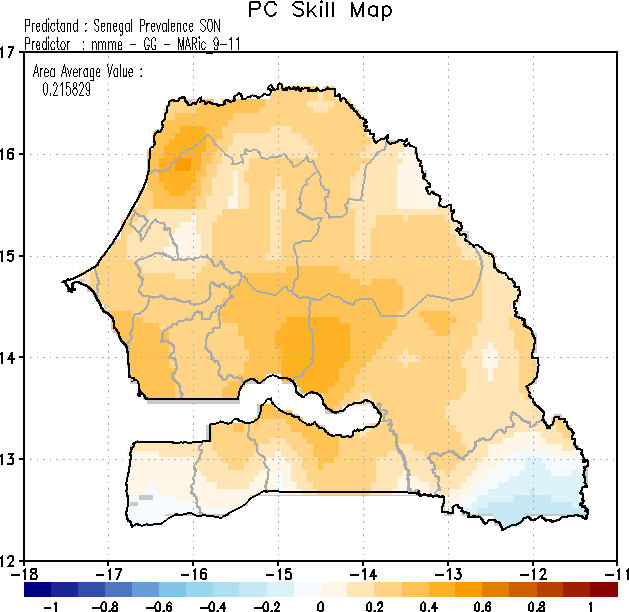 PC Skill Map
Predictand : Senegal Prevalence SON
Predictor : nmme - GG - MARic_9-11
Area Average Value :
0.215829
17
16
15
14
13
12
-18 -17 -16 -15 -14 -13 -12 -11
-1 -0.8 -0.6 -0.4 -0.2 0 0.2 0.4 0.6 0.8 1